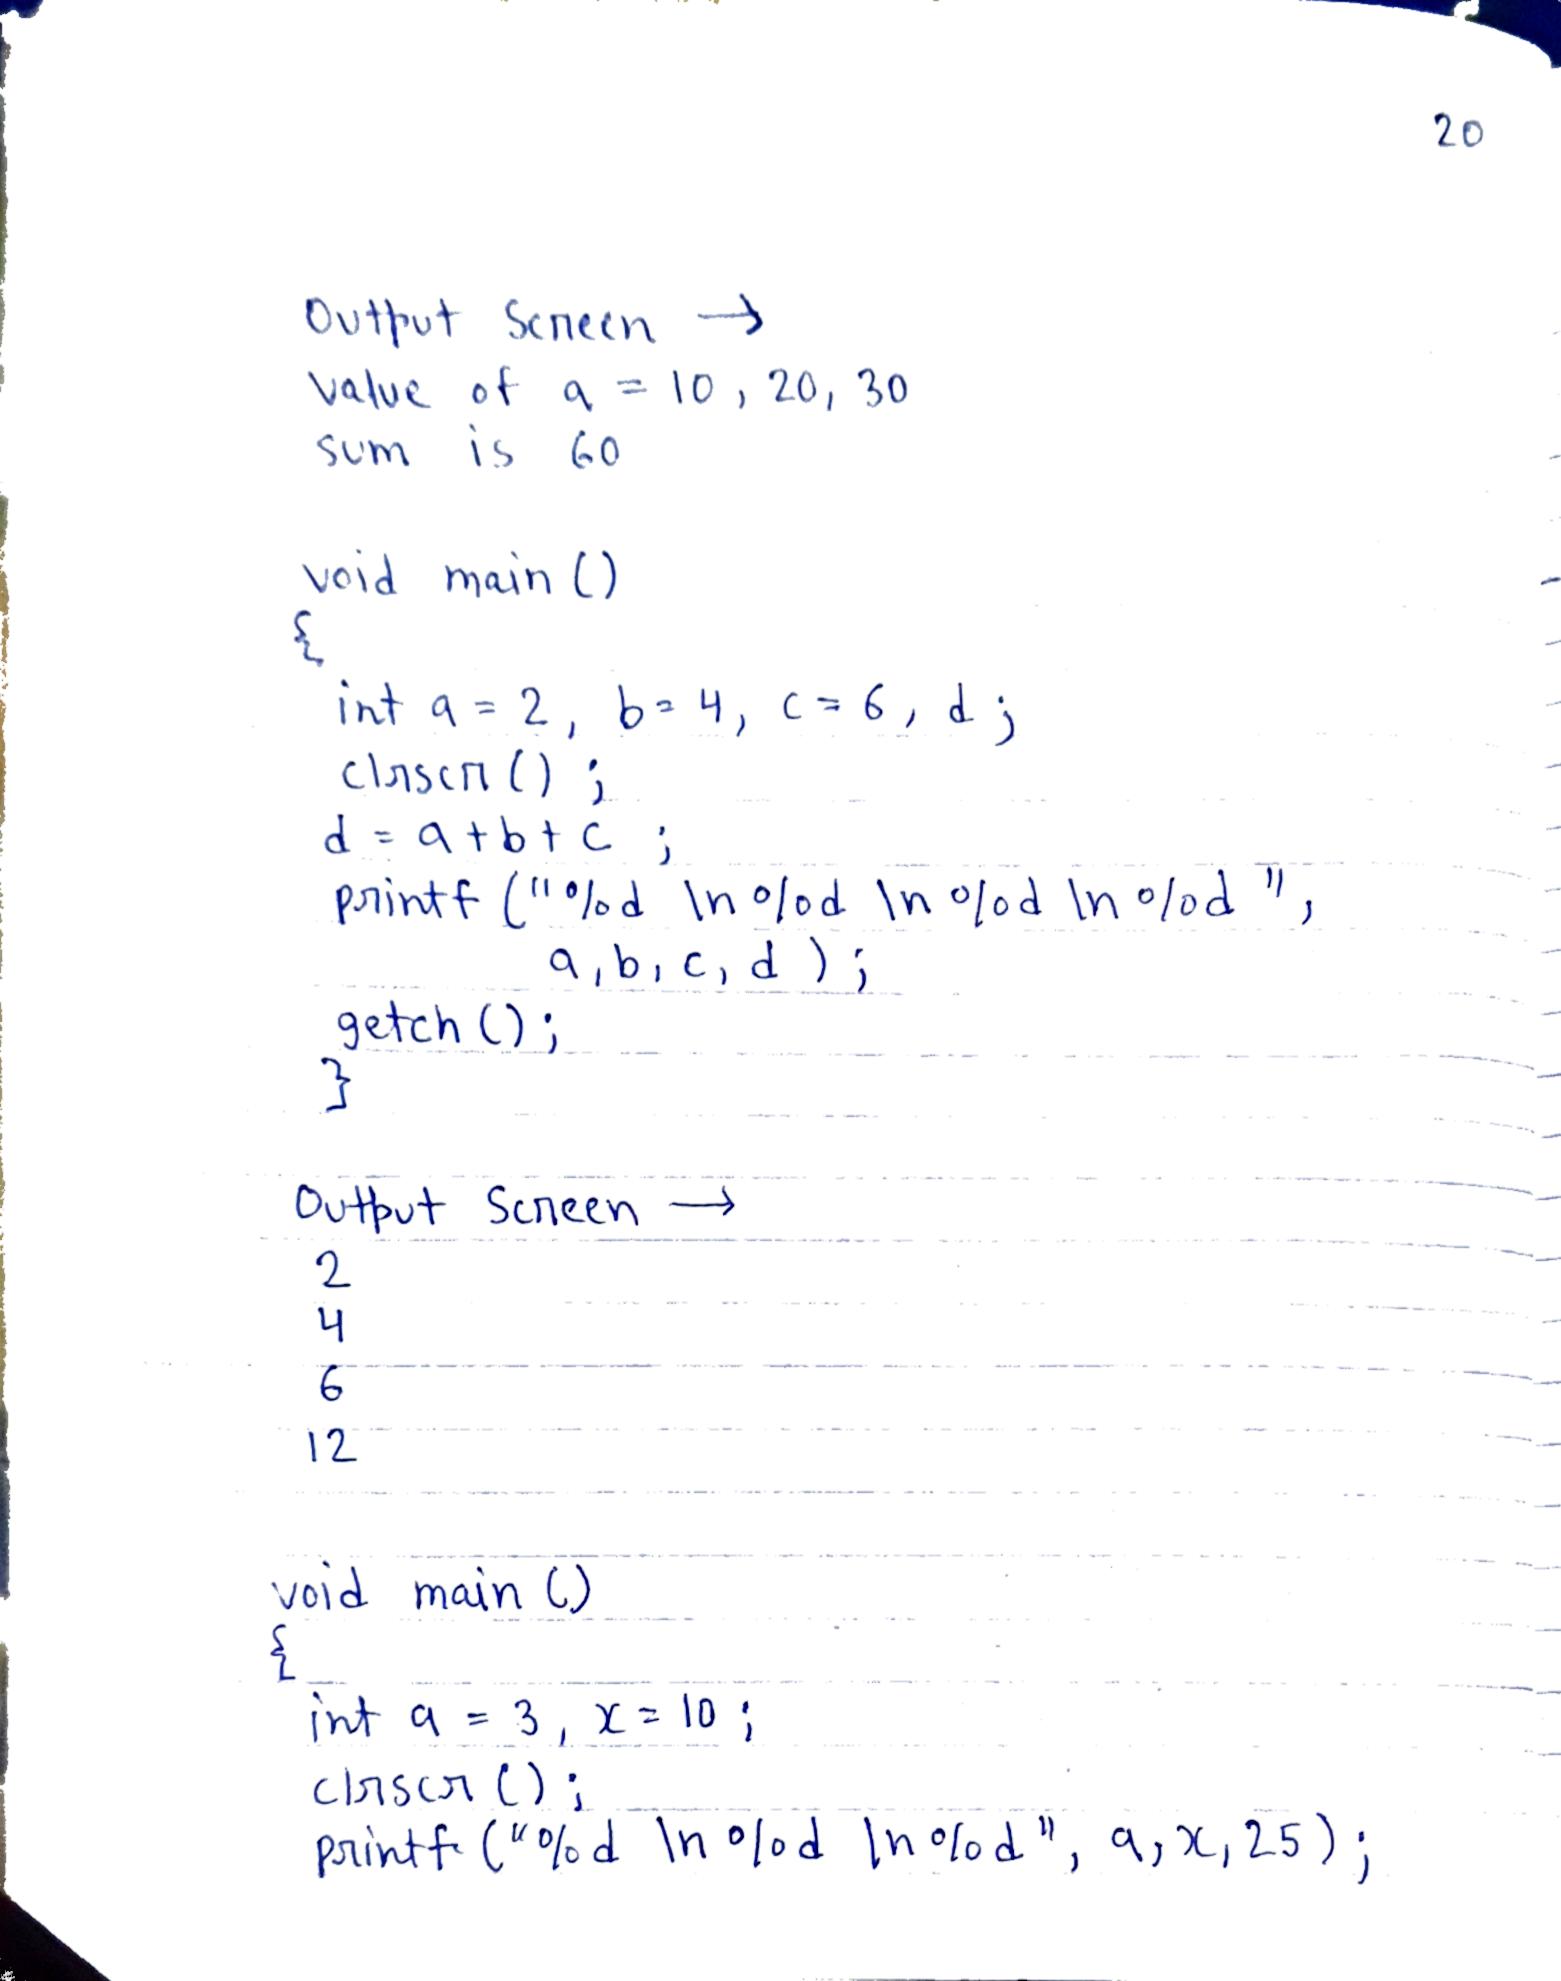 20
Output Screen →
value of a = 10, 20, 30
sum is 60
void main ()
{
int a = 2, b = 4, c = 6, d ;
clrscr () ;
d = a + b + c ;
printf ("%d \n %d \n %d \n %d ",
a, b, c, d ) ;
getch () ;
}
Output Screen →
2
4
6
12
void main ()
{
int a = 3, x = 10 ;
clrscr () ;
printf ("%d \n %d \n %d", a, x, 25) ;